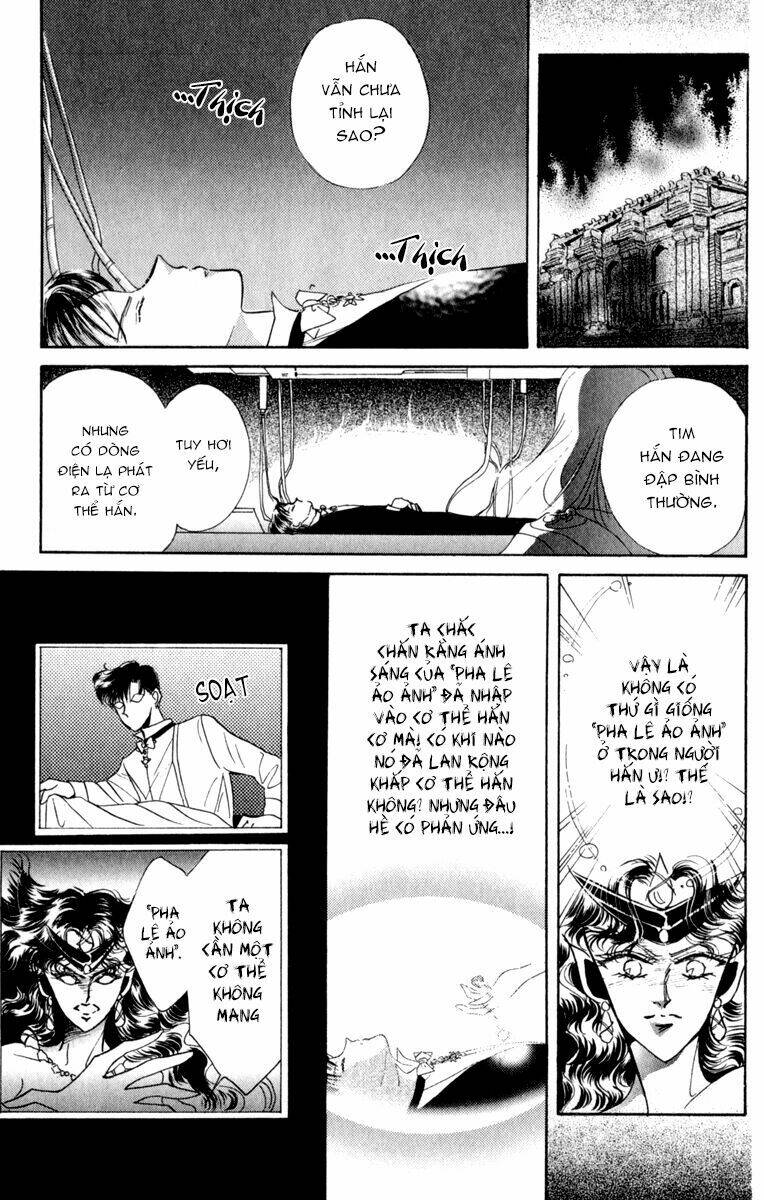 HẮN
VẪN CHƯA
TỈNH LẠI
SAO?
...Thịch
...Thịch
TIM
HẮN ĐANG
ĐẬP BÌNH
THƯỜNG.
TUY HƠI
YẾU,
NHƯNG
CÓ DÒNG
ĐIỆN LẠ PHÁT
RA TỪ CƠ
THỂ HẮN.
VẬY LÀ
KHÔNG CÓ
THỨ GÌ GIỐNG
"PHA LÊ ẢO ẢNH"
Ở TRONG NGƯỜI
HẮN Ư!? THẾ
LÀ SAO!?
TA CHẮC
CHẮN RẰNG ÁNH
SÁNG CỦA "PHA LÊ
ẢO ẢNH" ĐÃ NHẬP
VÀO CƠ THỂ HẮN
CƠ MÀ! CÓ KHI NÀO
NÓ ĐÃ LAN RỘNG
KHẮP CƠ THỂ HẮN
KHÔNG? NHƯNG ĐÂU
HỀ CÓ PHẢN ỨNG...!
SOẠT
TA
KHÔNG
CẦN MỘT
CƠ THỂ
KHÔNG
MANG
"PHA
LÊ ẢO
ẢNH".